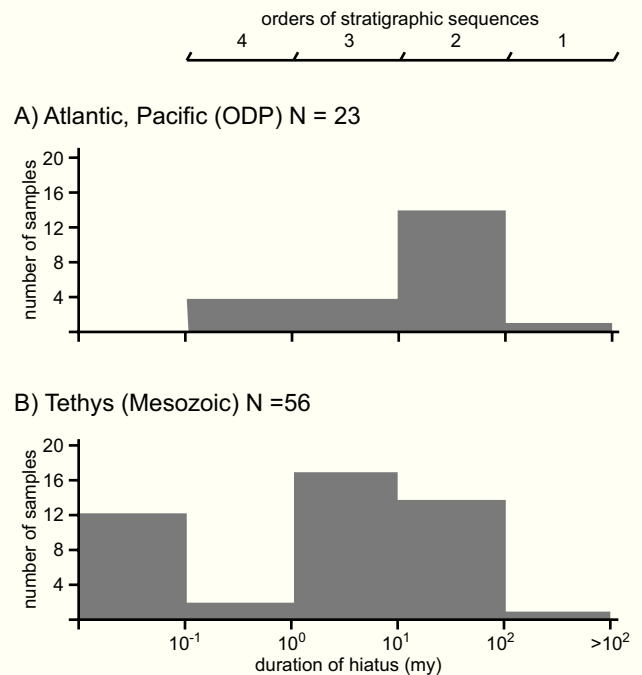 orders of stratigraphic sequences
4 3 2 1
A) Atlantic, Pacific (ODP) N = 23
number of samples
20
16
12
8
4
B) Tethys (Mesozoic) N =56
number of samples
20
16
12
8
4
10⁻¹ 10⁰ 10¹ 10² >10²
duration of hiatus (my)